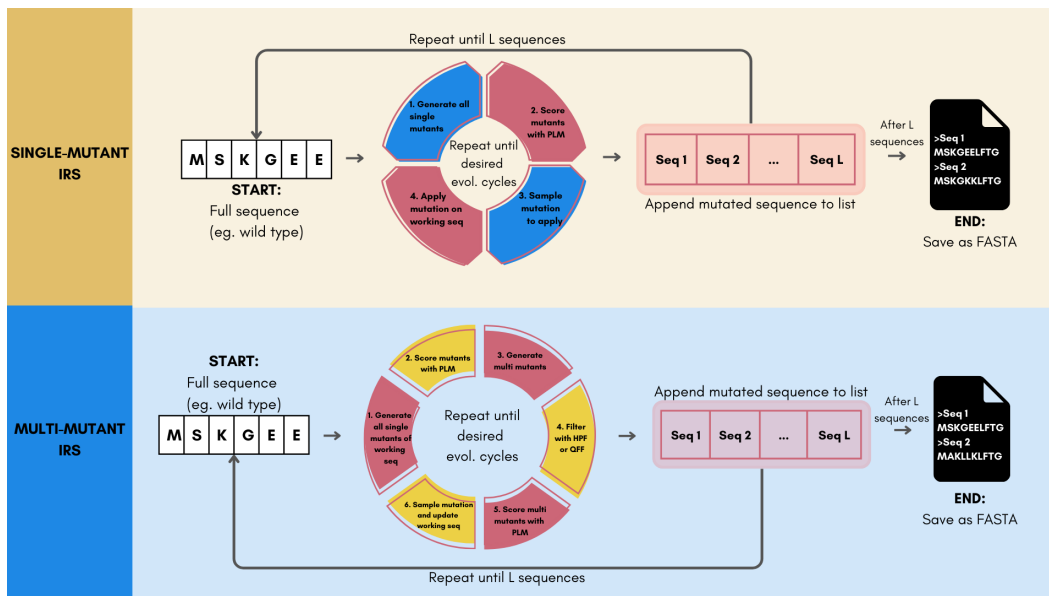 SINGLE-MUTANT
IRS
Repeat until L sequences
M S K G E E
START:
Full sequence
(eg. wild type)
1. Generate all
single
mutants
2. Score
mutants
with PLM
3. Sample
mutation
to apply
4. Apply
mutation on
working seq
Repeat until
desired
evol. cycles
Seq 1 Seq 2 ... Seq L
Append mutated sequence to list
After L
sequences
>Seq 1
MSKGEELFTG
>Seq 2
MSKGKKLFTG
END:
Save as FASTA
MULTI-MUTANT
IRS
START:
Full sequence
(eg. wild type)
M S K G E E
1. Generate
all single
mutants of
working
seq
2. Score mutants
with PLM
3. Generate
multi mutants
4. Filter
with HPF
or QFF
5. Score multi
mutants with
PLM
6. Sample mutation
and update
working seq
Repeat until
desired
evol. cycles
Append mutated sequence to list
Seq 1 Seq 2 ... Seq L
After L
sequences
>Seq 1
MSKGEELFTG
>Seq 2
MAKLLKLFTG
END:
Save as FASTA
Repeat until L sequences